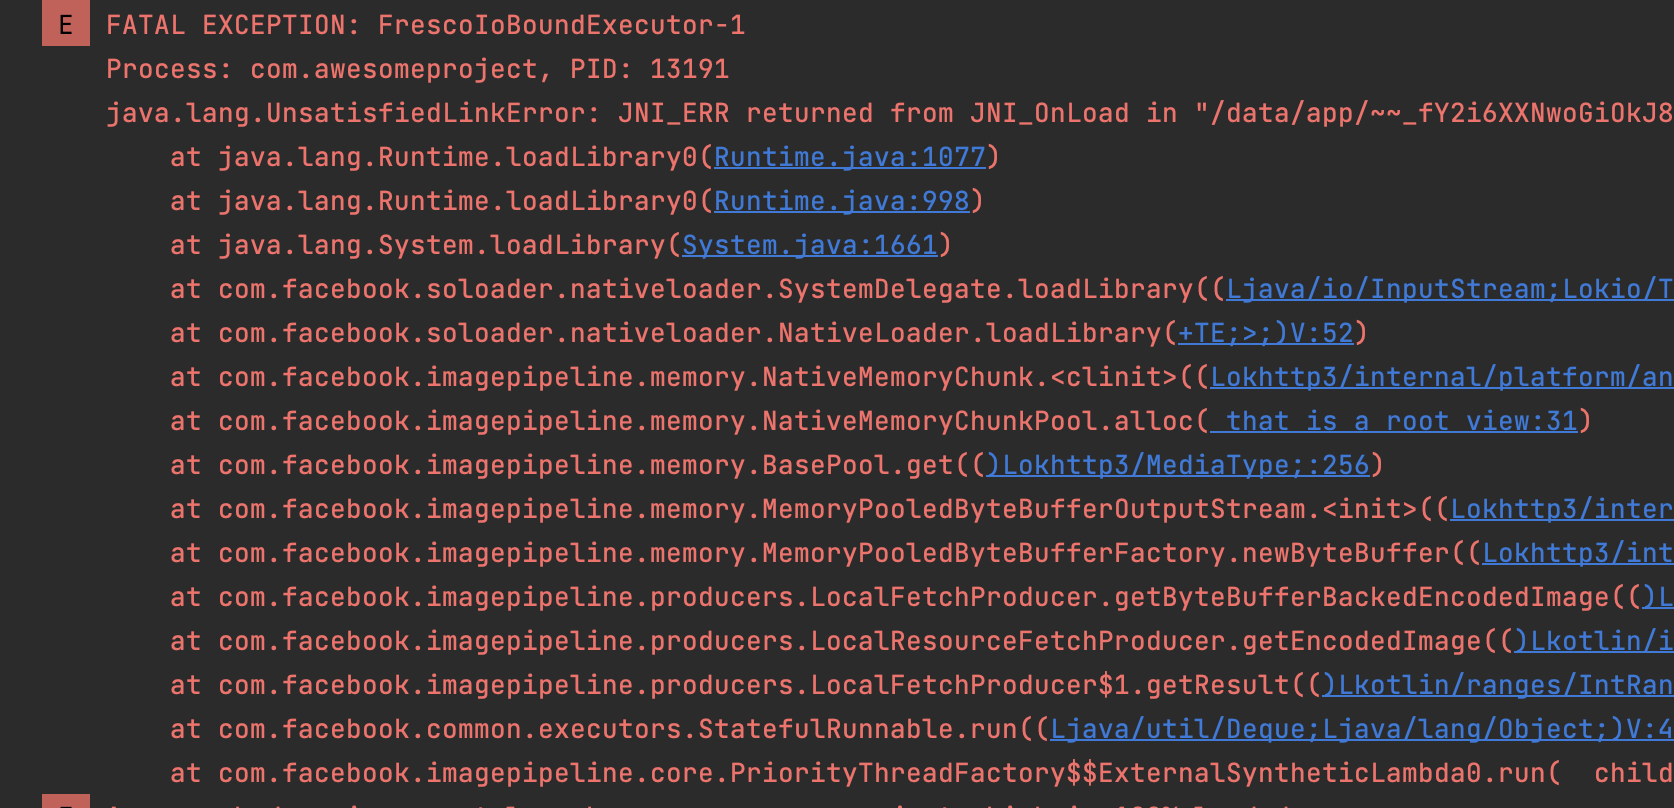 E FATAL EXCEPTION: FrescoIoBoundExecutor-1
Process: com.awesomeproject, PID: 13191
java.lang.UnsatisfiedLinkError: JNI_ERR returned from JNI_OnLoad in "/data/app/~~_fY2i6XXNwoGiOkJ8
at java.lang.Runtime.loadLibrary0(Runtime.java:1077)
at java.lang.Runtime.loadLibrary0(Runtime.java:998)
at java.lang.System.loadLibrary(System.java:1661)
at com.facebook.soloader.nativeloader.SystemDelegate.loadLibrary((Ljava/io/InputStream;Lokio/T
at com.facebook.soloader.nativeloader.NativeLoader.loadLibrary(+TE;>;)V:52)
at com.facebook.imagepipeline.memory.NativeMemoryChunk.<clinit>((Lokhttp3/internal/platform/an
at com.facebook.imagepipeline.memory.NativeMemoryChunkPool.alloc( that is a root view:31)
at com.facebook.imagepipeline.memory.BasePool.get(()Lokhttp3/MediaType;:256)
at com.facebook.imagepipeline.memory.MemoryPooledByteBufferOutputStream.<init>((Lokhttp3/inter
at com.facebook.imagepipeline.memory.MemoryPooledByteBufferFactory.newByteBuffer((Lokhttp3/int
at com.facebook.imagepipeline.producers.LocalFetchProducer.getByteBufferBackedEncodedImage(()L
at com.facebook.imagepipeline.producers.LocalResourceFetchProducer.getEncodedImage(()Lkotlin/i
at com.facebook.imagepipeline.producers.LocalFetchProducer$1.getResult(()Lkotlin/ranges/IntRan
at com.facebook.common.executors.StatefulRunnable.run((Ljava/util/Deque;Ljava/lang/Object;)V:4
at com.facebook.imagepipeline.core.PriorityThreadFactory$$ExternalSyntheticLambda0.run(  child